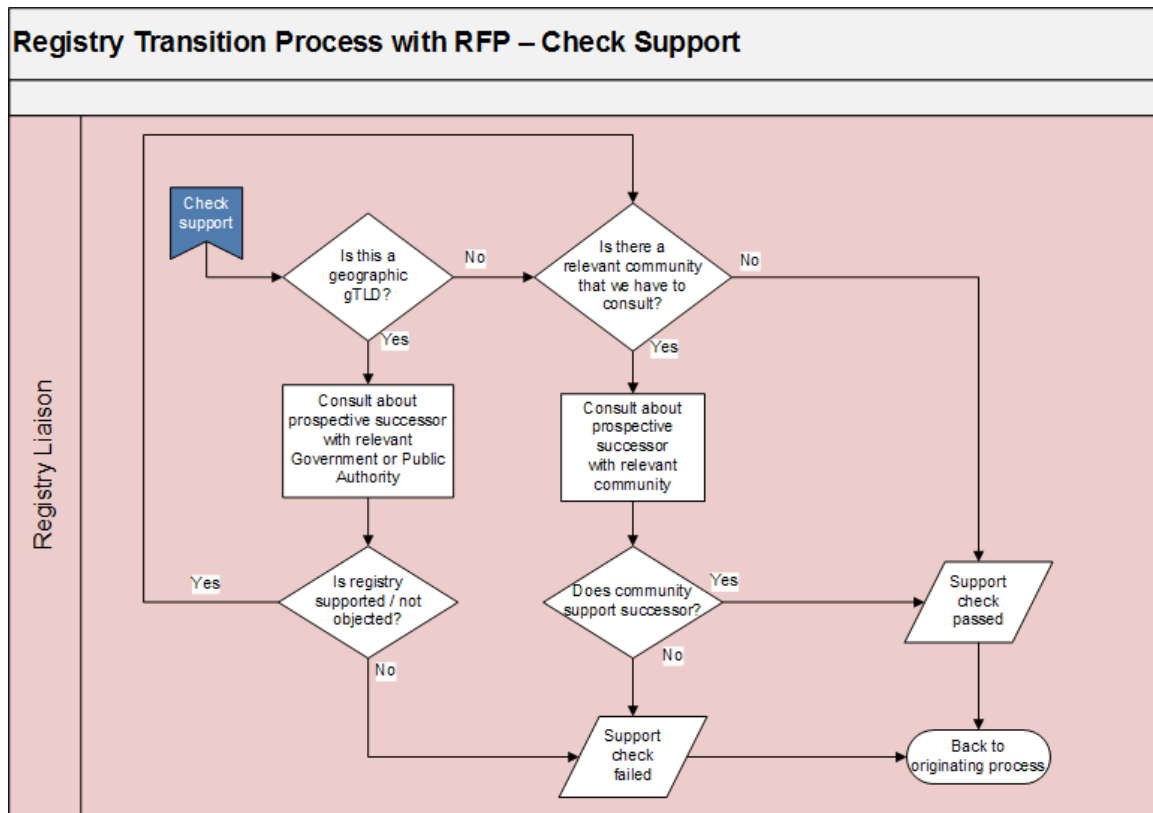 Registry Transition Process with RFP – Check Support
Registry Liaison
Check
support
Is this a
geographic
gTLD?
No
Is there a
relevant community
that we have to
consult?
No
Yes
Yes
Consult about
prospective successor
with relevant
Government or Public
Authority
Consult about
prospective
successor
with relevant
community
Yes
Is registry
supported / not
objected?
Does community
support successor?
Yes
Support
check
passed
No
No
Support
check
failed
Back to
originating process